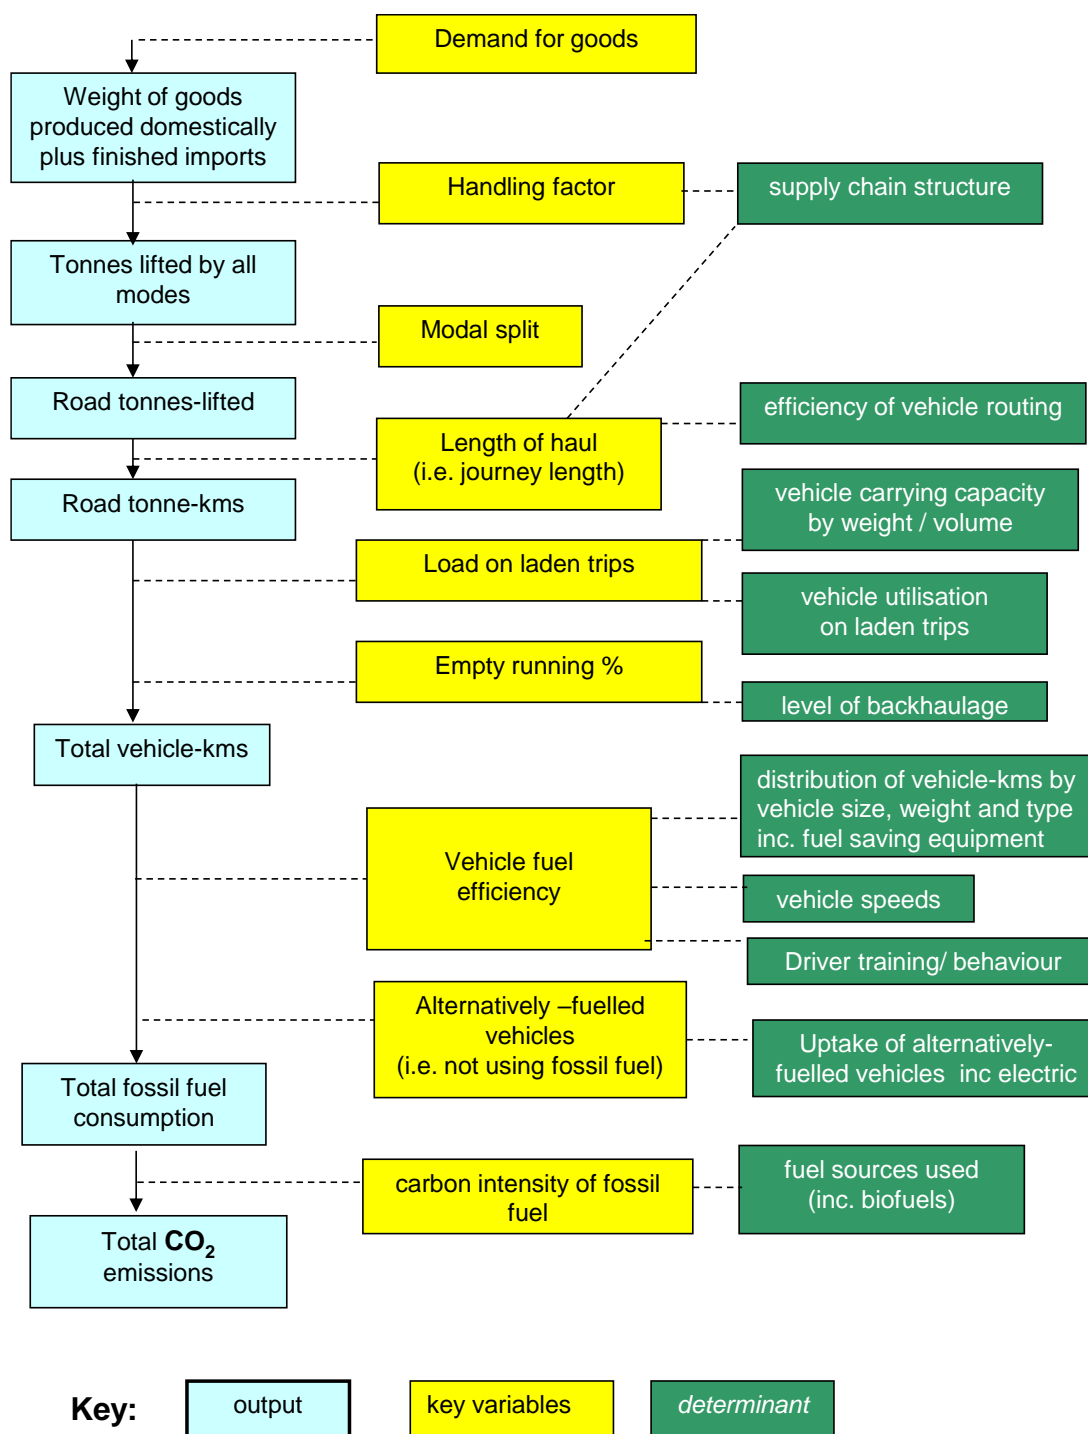 Demand for goods
Weight of goods
produced domestically
plus finished imports
Handling factor
supply chain structure
Tonnes lifted by all
modes
Modal split
Road tonnes-lifted
efficiency of vehicle routing
Length of haul
(i.e. journey length)
Road tonne-kms
vehicle carrying capacity
by weight / volume
Load on laden trips
vehicle utilisation
on laden trips
Empty running %
level of backhaulage
Total vehicle-kms
distribution of vehicle-kms by
vehicle size, weight and type
inc. fuel saving equipment
Vehicle fuel
efficiency
vehicle speeds
Driver training/ behaviour
Alternatively –fuelled
vehicles
(i.e. not using fossil fuel)
Uptake of alternatively-
fuelled vehicles  inc electric
Total fossil fuel
consumption
carbon intensity of fossil
fuel
fuel sources used
(inc. biofuels)
Total CO₂
emissions
Key:
output
key variables
determinant